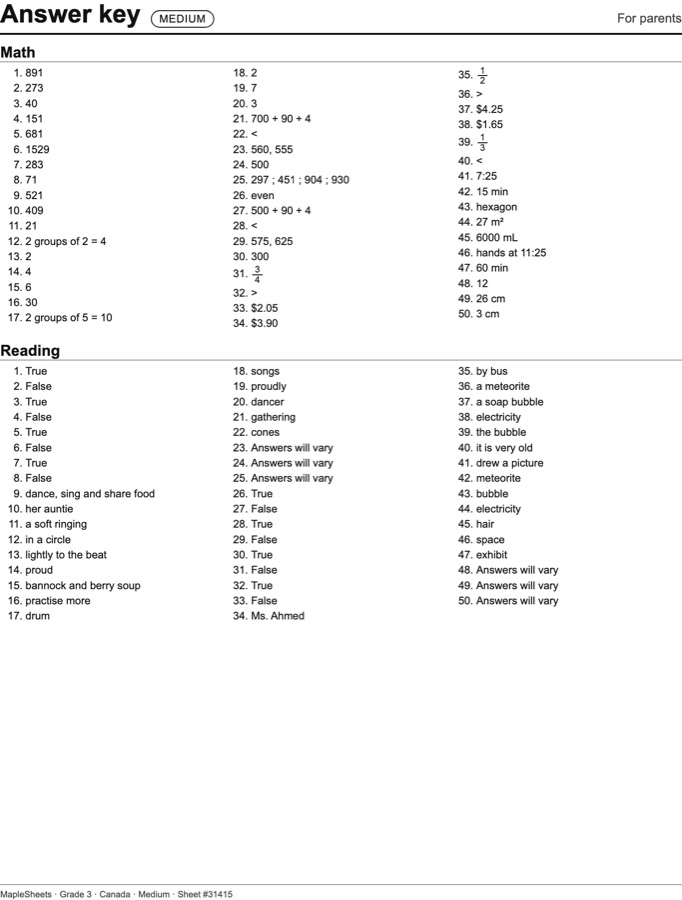 Answer key MEDIUM For parents
Math
1. 891
2. 273
3. 40
4. 151
5. 681
6. 1529
7. 283
8. 71
9. 521
10. 409
11. 21
12. 2 groups of 2 = 4
13. 2
14. 4
15. 6
16. 30
17. 2 groups of 5 = 10
18. 2
19. 7
20. 3
21. 700 + 90 + 4
22. <
23. 560, 555
24. 500
25. 297 ; 451 ; 904 ; 930
26. even
27. 500 + 90 + 4
28. <
29. 575, 625
30. 300
31. 3/4
32. >
33. $2.05
34. $3.90
35. 1/2
36. >
37. $4.25
38. $1.65
39. 1/3
40. <
41. 7:25
42. 15 min
43. hexagon
44. 27 m²
45. 6000 mL
46. hands at 11:25
47. 60 min
48. 12
49. 26 cm
50. 3 cm
Reading
1. True
2. False
3. True
4. False
5. True
6. False
7. True
8. False
9. dance, sing and share food
10. her auntie
11. a soft ringing
12. in a circle
13. lightly to the beat
14. proud
15. bannock and berry soup
16. practise more
17. drum
18. songs
19. proudly
20. dancer
21. gathering
22. cones
23. Answers will vary
24. Answers will vary
25. Answers will vary
26. True
27. False
28. True
29. False
30. True
31. False
32. True
33. False
34. Ms. Ahmed
35. by bus
36. a meteorite
37. a soap bubble
38. electricity
39. the bubble
40. it is very old
41. drew a picture
42. meteorite
43. bubble
44. electricity
45. hair
46. space
47. exhibit
48. Answers will vary
49. Answers will vary
50. Answers will vary
MapleSheets · Grade 3 · Canada · Medium · Sheet #31415